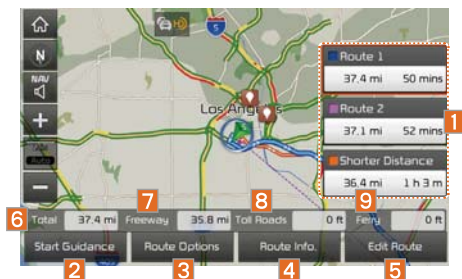 N
5
Route 1
37.4 mi 50 mins
NAV
Los Angeles
Route 2
37.1 mi 52 mins
1
Auto
Shorter Distance
36.4 mi 1 h 3 m
7 8 9
6 Total 37.4 mi Freeway 35.8 mi Toll Roads 0 ft Ferry 0 ft
Start Guidance Route Options Route Info. Edit Route
2 3 4 5